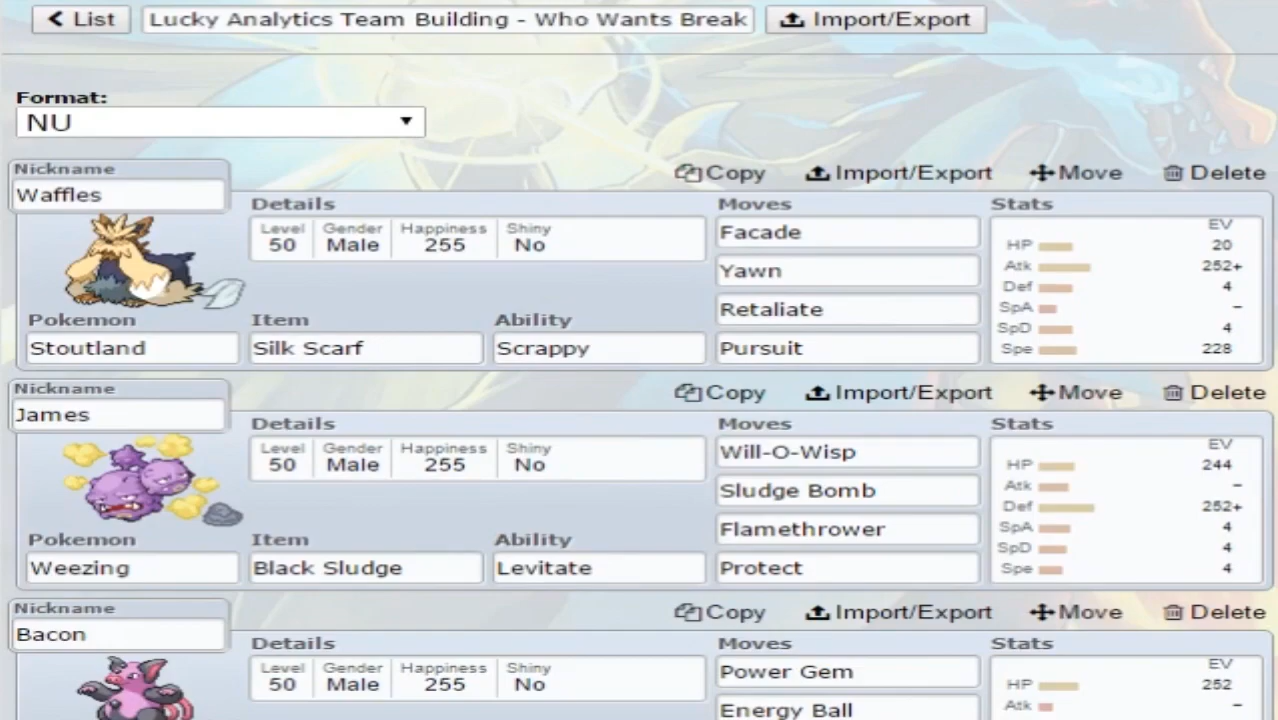 List
Lucky Analytics Team Building - Who Wants Break
Import/Export
Format:
NU
Nickname
Waffles
Copy Import/Export Move Delete
Details
Level Gender Happiness Shiny
50 Male 255 No
Pokemon
Stoutland
Item
Silk Scarf
Ability
Scrappy
Moves
Facade
Yawn
Retaliate
Pursuit
Stats
EV
HP 20
Atk 252+
Def 4
SpA -
SpD 4
Spe 228
Nickname
James
Copy Import/Export Move Delete
Details
Level Gender Happiness Shiny
50 Male 255 No
Pokemon
Weezing
Item
Black Sludge
Ability
Levitate
Moves
Will-O-Wisp
Sludge Bomb
Flamethrower
Protect
Stats
EV
HP 244
Atk -
Def 252+
SpA 4
SpD 4
Spe 4
Nickname
Bacon
Copy Import/Export Move Delete
Details
Level Gender Happiness Shiny
50 Male 255 No
Moves
Power Gem
Energy Ball
Stats
EV
HP 252
Atk -